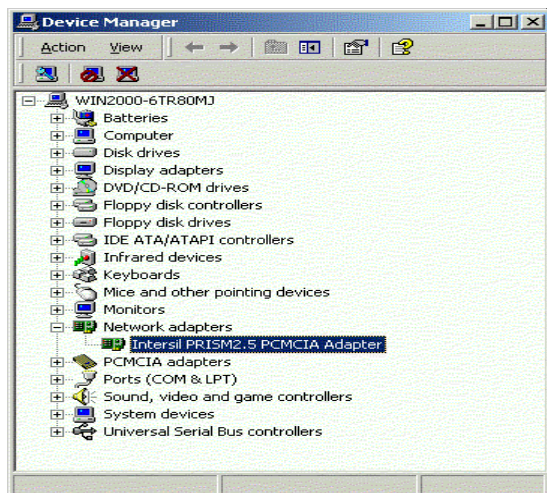 Device Manager
Action View
WIN2000-6TR80MJ
Batteries
Computer
Disk drives
Display adapters
DVD/CD-ROM drives
Floppy disk controllers
Floppy disk drives
IDE ATA/ATAPI controllers
Infrared devices
Keyboards
Mice and other pointing devices
Monitors
Network adapters
Intersil PRISM2.5 PCMCIA Adapter
PCMCIA adapters
Ports (COM & LPT)
Sound, video and game controllers
System devices
Universal Serial Bus controllers